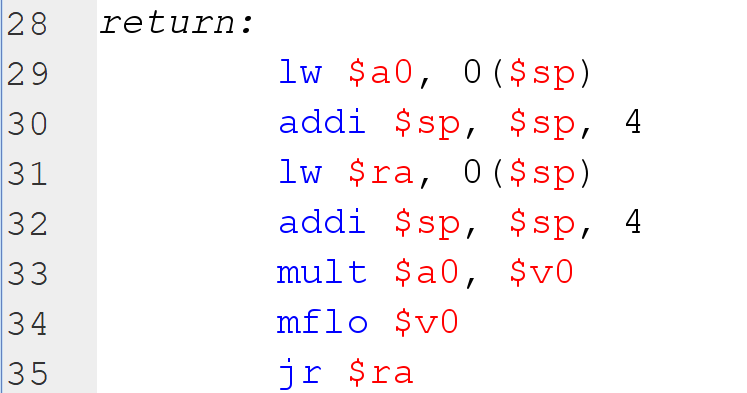 28 return:
29 lw $a0, 0($sp)
30 addi $sp, $sp, 4
31 lw $ra, 0($sp)
32 addi $sp, $sp, 4
33 mult $a0, $v0
34 mflo $v0
35 jr $ra